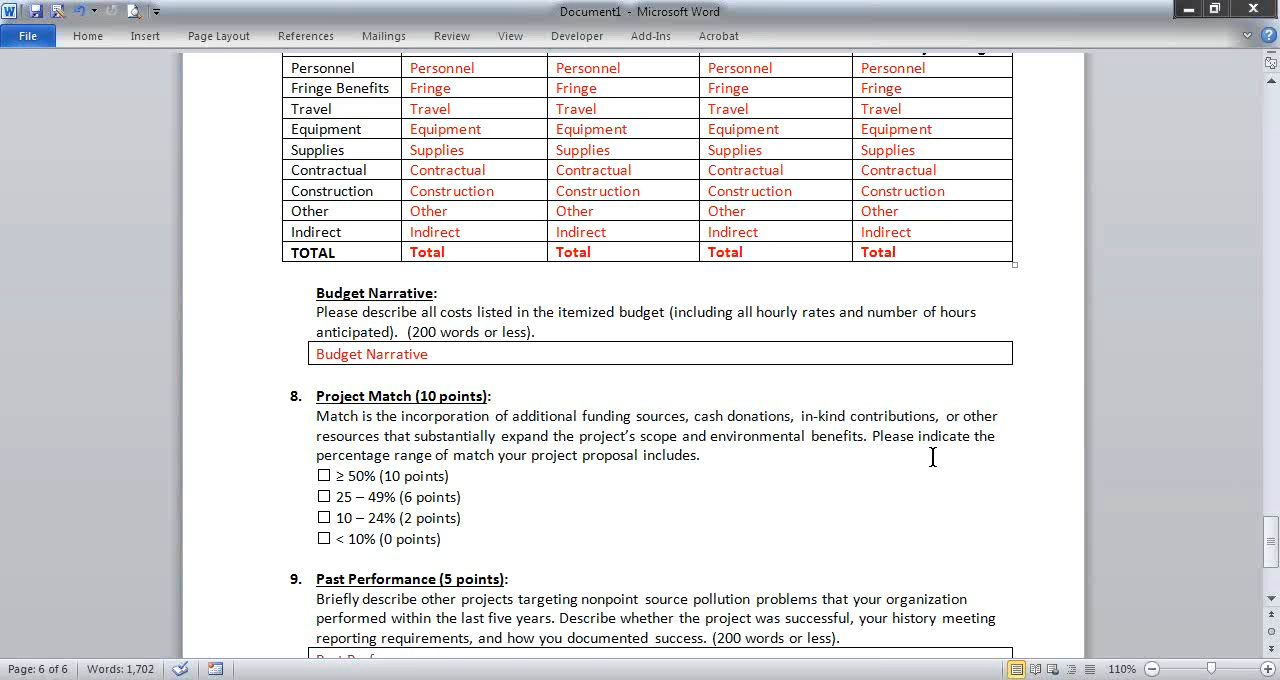 Document1 - Microsoft Word
File Home Insert Page Layout References Mailings Review View Developer Add-Ins Acrobat
Personnel Personnel Personnel Personnel Personnel
Fringe Benefits Fringe Fringe Fringe Fringe
Travel Travel Travel Travel Travel
Equipment Equipment Equipment Equipment Equipment
Supplies Supplies Supplies Supplies Supplies
Contractual Contractual Contractual Contractual Contractual
Construction Construction Construction Construction Construction
Other Other Other Other Other
Indirect Indirect Indirect Indirect Indirect
TOTAL Total Total Total Total
Budget Narrative:
Please describe all costs listed in the itemized budget (including all hourly rates and number of hours
anticipated). (200 words or less).
Budget Narrative
8. Project Match (10 points):
Match is the incorporation of additional funding sources, cash donations, in-kind contributions, or other
resources that substantially expand the project's scope and environmental benefits. Please indicate the
percentage range of match your project proposal includes.
☐ ≥ 50% (10 points)
☐ 25 – 49% (6 points)
☐ 10 – 24% (2 points)
☐ < 10% (0 points)
9. Past Performance (5 points):
Briefly describe other projects targeting nonpoint source pollution problems that your organization
performed within the last five years. Describe whether the project was successful, your history meeting
reporting requirements, and how you documented success. (200 words or less).
Page: 6 of 6 Words: 1,702 110%